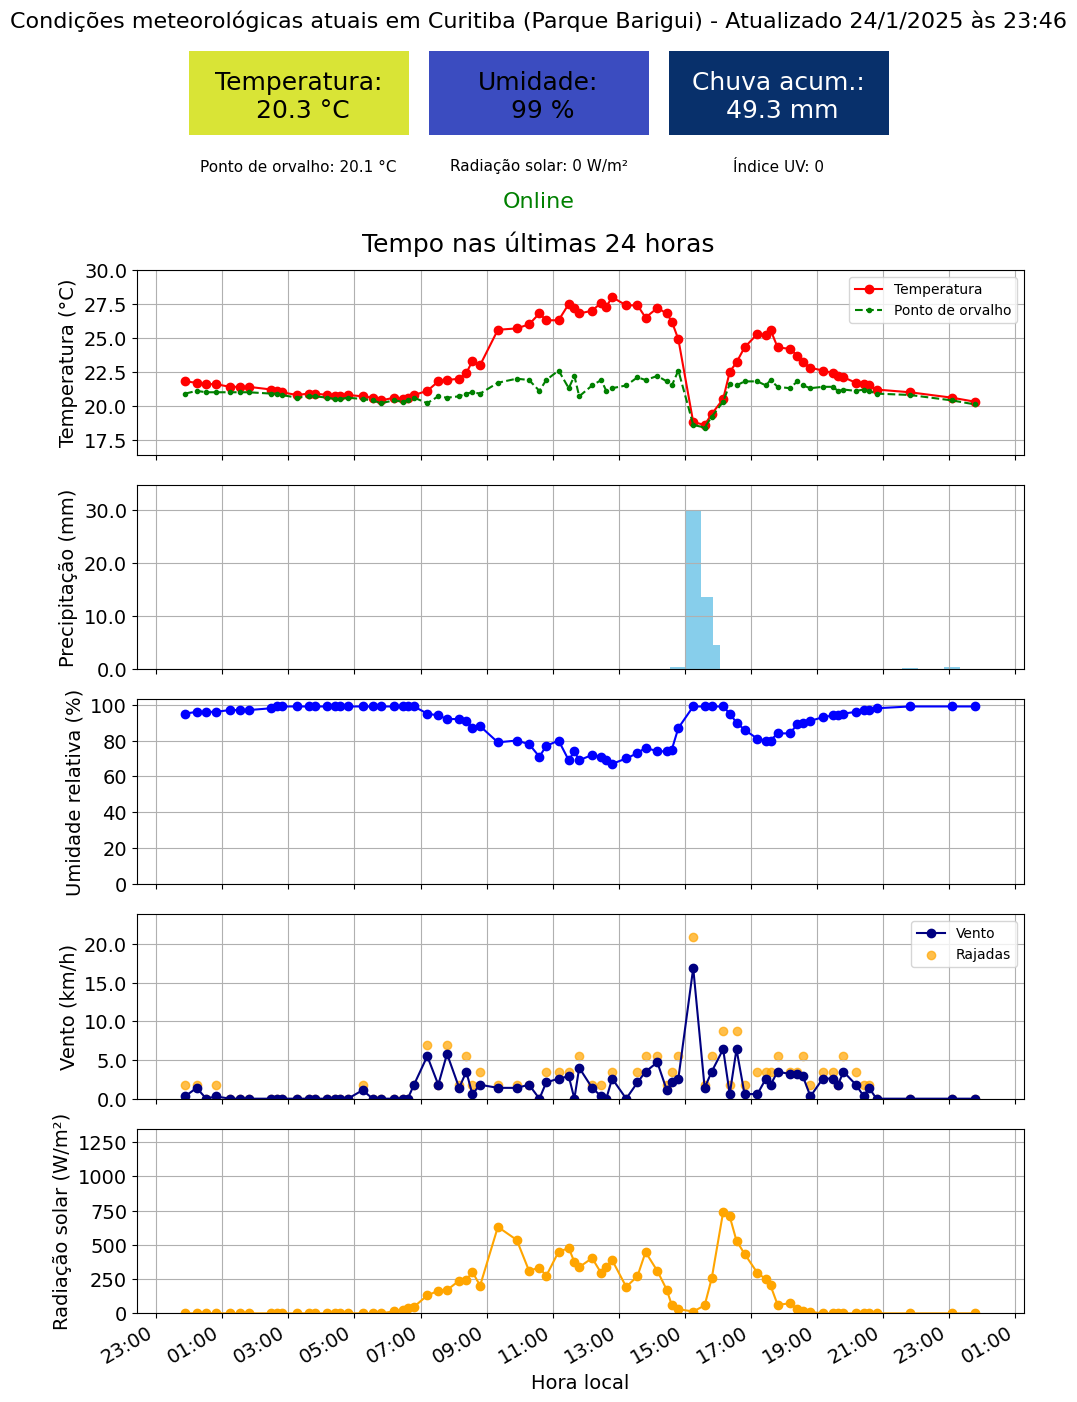 Condições meteorológicas atuais em Curitiba (Parque Barigui) - Atualizado 24/1/2025 às 23:46
Temperatura:
20.3 °C
Umidade:
99 %
Chuva acum.:
49.3 mm
Ponto de orvalho: 20.1 °C
Radiação solar: 0 W/m²
Índice UV: 0
Online
Tempo nas últimas 24 horas
Temperatura (°C)
30.0
27.5
25.0
22.5
20.0
17.5
Temperatura
Ponto de orvalho
Precipitação (mm)
30.0
20.0
10.0
0.0
Umidade relativa (%)
100
80
60
40
20
0
Vento (km/h)
20.0
15.0
10.0
5.0
0.0
Vento
Rajadas
Radiação solar (W/m²)
1250
1000
750
500
250
0
23:00
01:00
03:00
05:00
07:00
09:00
11:00
13:00
15:00
17:00
19:00
21:00
23:00
01:00
Hora local